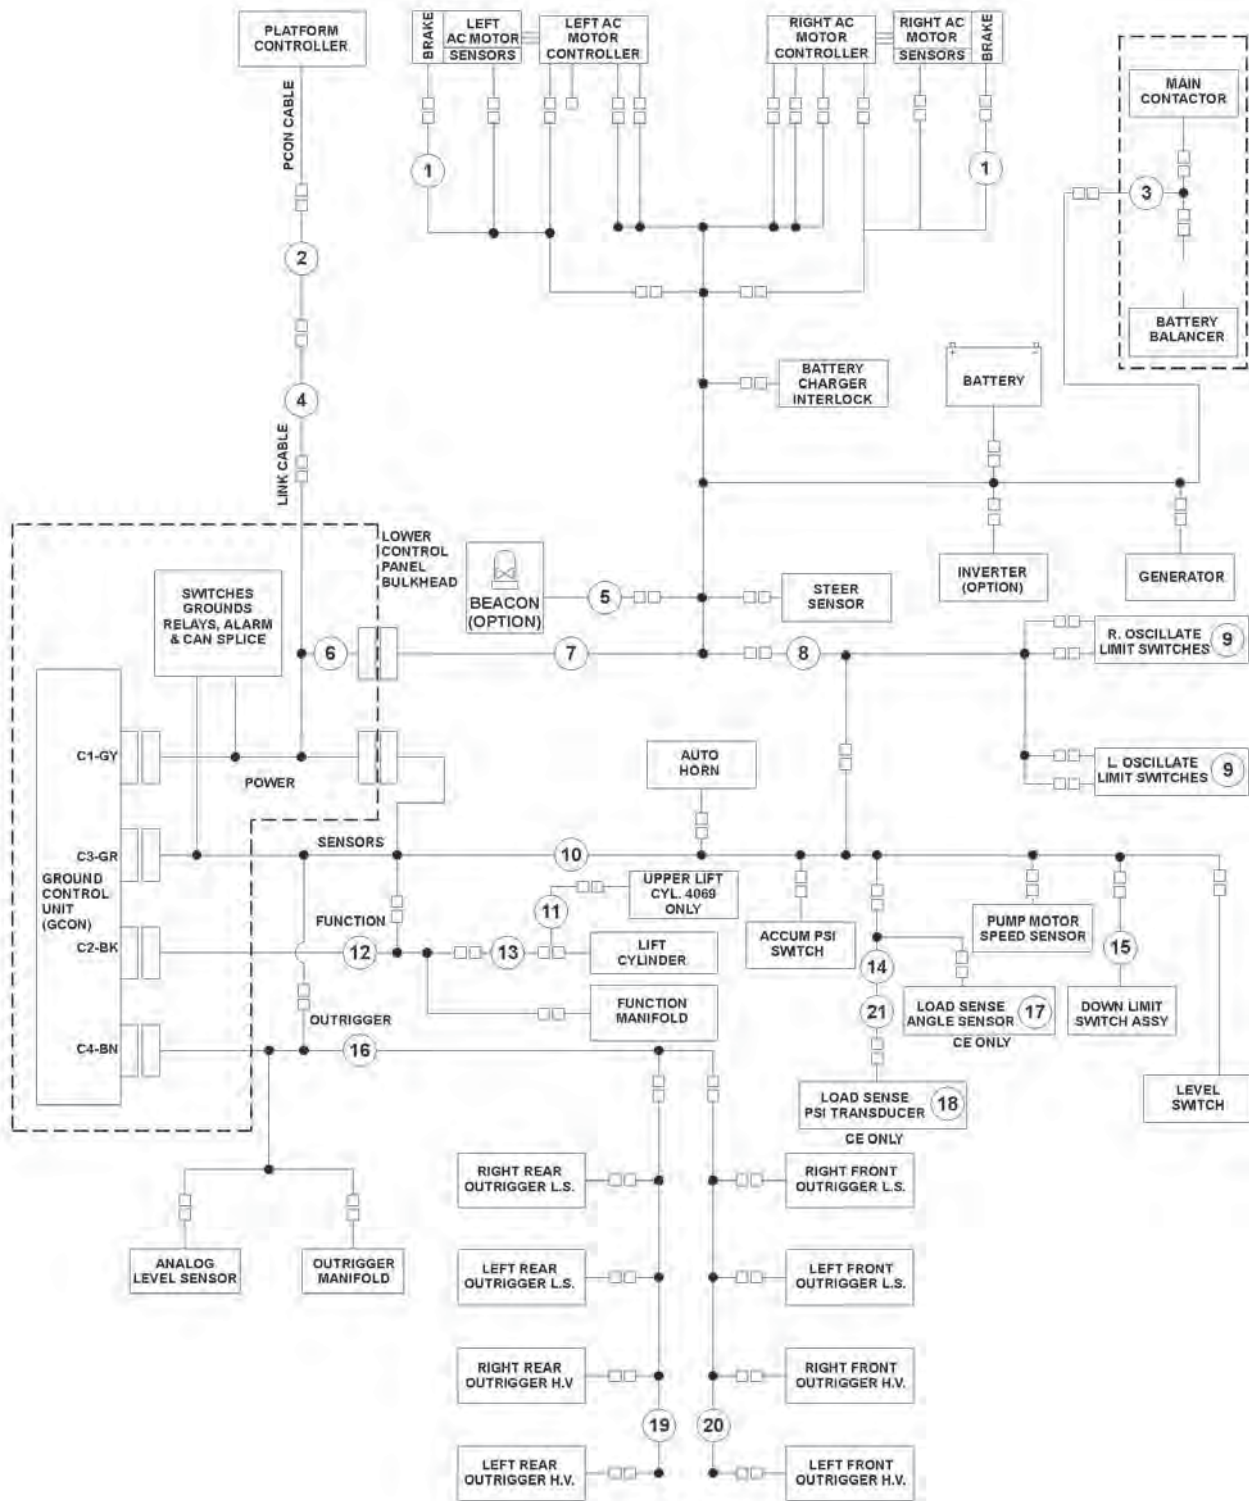 PLATFORM
CONTROLLER
BRAKE
LEFT
AC MOTOR
SENSORS
LEFT AC
MOTOR
CONTROLLER
RIGHT AC
MOTOR
CONTROLLER
RIGHT AC
MOTOR
SENSORS
BRAKE
MAIN
CONTACTOR
PCON CABLE
1
1
3
2
BATTERY
BALANCER
4
LINK CABLE
BATTERY
CHARGER
INTERLOCK
+
-
BATTERY
LOWER
CONTROL
PANEL
BULKHEAD
SWITCHES
GROUNDS
RELAYS, ALARM
& CAN SPLICE
BEACON
(OPTION)
5
STEER
SENSOR
INVERTER
(OPTION)
GENERATOR
6
7
8
R. OSCILLATE
LIMIT SWITCHES
9
L. OSCILLATE
LIMIT SWITCHES
9
C1-GY
POWER
AUTO
HORN
C3-GR
SENSORS
10
GROUND
CONTROL
UNIT
(GCON)
C2-BK
FUNCTION
12
11
UPPER LIFT
CYL. 4069
ONLY
13
LIFT
CYLINDER
FUNCTION
MANIFOLD
ACCUM PSI
SWITCH
PUMP MOTOR
SPEED SENSOR
14
15
21
LOAD SENSE
ANGLE SENSOR
17
CE ONLY
DOWN LIMIT
SWITCH ASSY
C4-BN
OUTRIGGER
16
LOAD SENSE
PSI TRANSDUCER
18
CE ONLY
LEVEL
SWITCH
RIGHT REAR
OUTRIGGER L.S.
RIGHT FRONT
OUTRIGGER L.S.
ANALOG
LEVEL SENSOR
OUTRIGGER
MANIFOLD
LEFT REAR
OUTRIGGER L.S.
LEFT FRONT
OUTRIGGER L.S.
RIGHT REAR
OUTRIGGER H.V
RIGHT FRONT
OUTRIGGER H.V.
19
20
LEFT REAR
OUTRIGGER H.V.
LEFT FRONT
OUTRIGGER H.V.